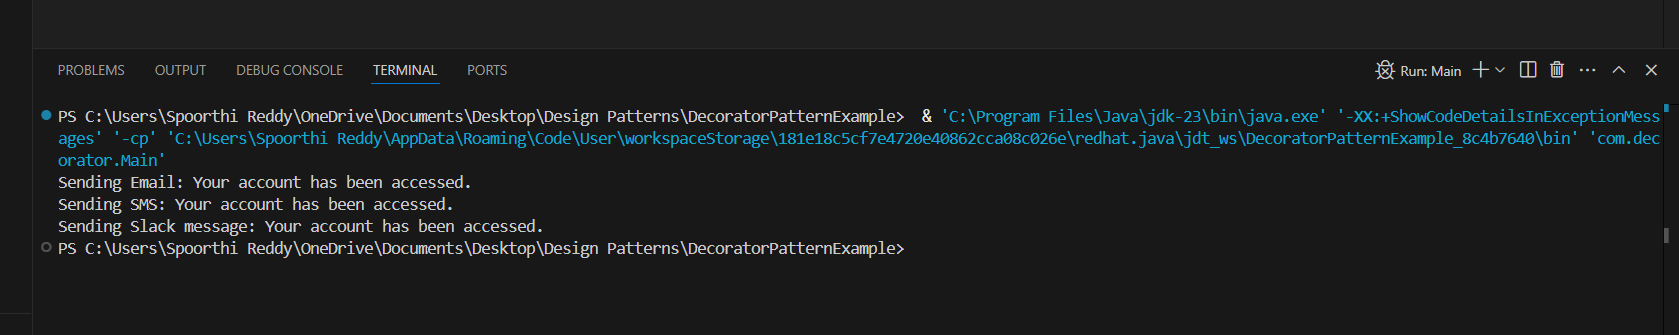 PROBLEMS OUTPUT DEBUG CONSOLE TERMINAL PORTS Run: Main
PS C:\Users\Spoorthi Reddy\OneDrive\Documents\Desktop\Design Patterns\DecoratorPatternExample>  & 'C:\Program Files\Java\jdk-23\bin\java.exe' '-XX:+ShowCodeDetailsInExceptionMess
ages' '-cp' 'C:\Users\Spoorthi Reddy\AppData\Roaming\Code\User\workspaceStorage\181e18c5cf7e4720e40862cca08c026e\redhat.java\jdt_ws\DecoratorPatternExample_8c4b7640\bin' 'com.dec
orator.Main'
Sending Email: Your account has been accessed.
Sending SMS: Your account has been accessed.
Sending Slack message: Your account has been accessed.
PS C:\Users\Spoorthi Reddy\OneDrive\Documents\Desktop\Design Patterns\DecoratorPatternExample>